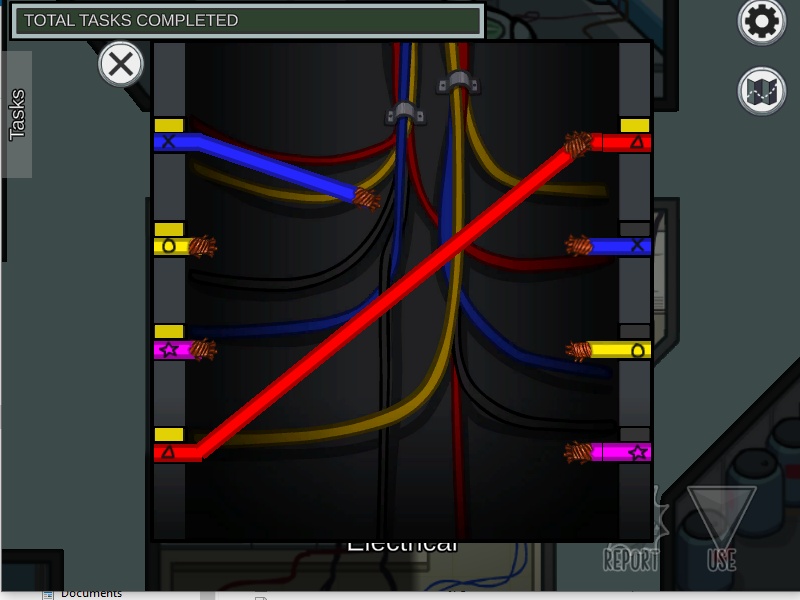 TOTAL TASKS COMPLETED
Tasks
Electrical
REPORT
USE
Documents